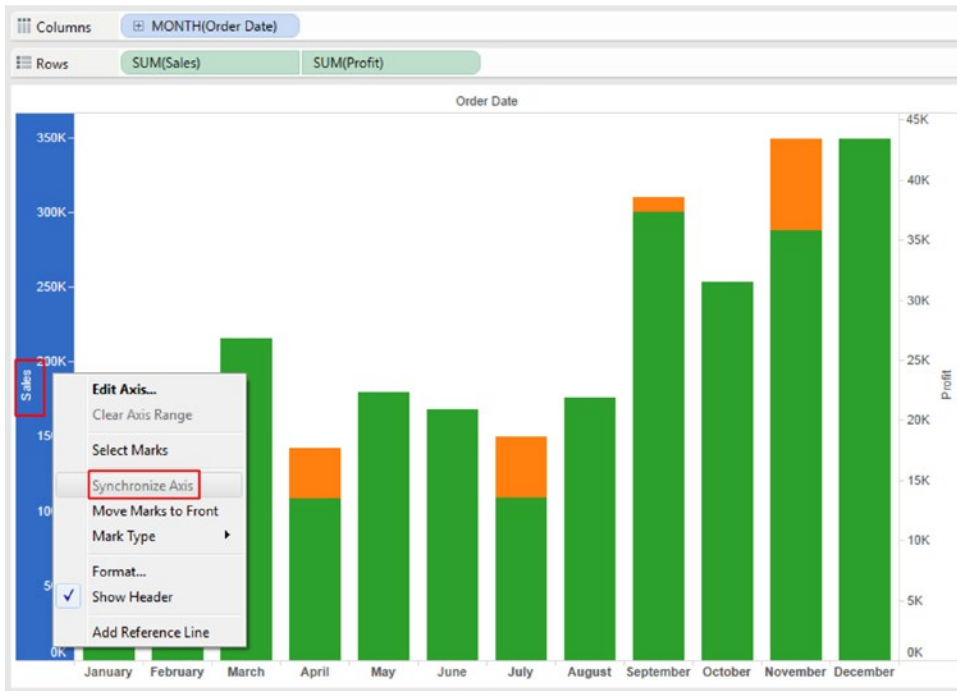 Columns MONTH(Order Date)
Rows SUM(Sales) SUM(Profit)
Order Date
350K
300K
250K
200K
15
10
5
0K
Sales
Edit Axis...
Clear Axis Range
Select Marks
Synchronize Axis
Move Marks to Front
Mark Type
Format...
Show Header
Add Reference Line
45K
40K
35K
30K
25K
20K
15K
10K
5K
0K
Profit
January February March April May June July August September October November December